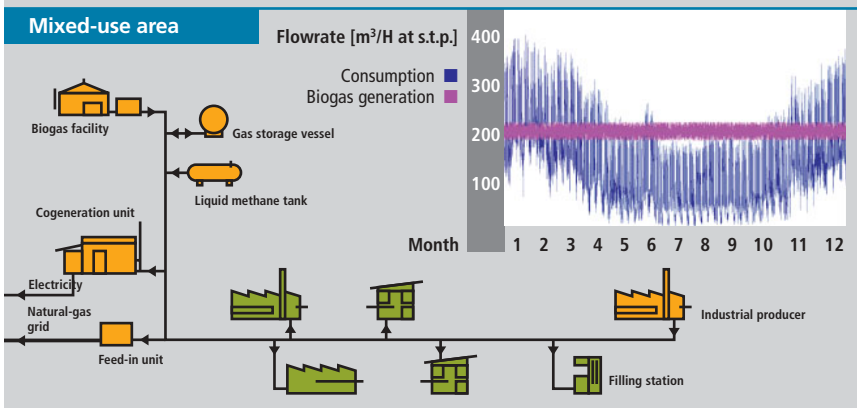 Mixed-use area
Flowrate [m³/H at s.t.p.]
Consumption
Biogas generation
400
300
200
100
Month
1 2 3 4 5 6 7 8 9 10 11 12
Biogas facility
Gas storage vessel
Liquid methane tank
Cogeneration unit
Electricity
Natural-gas
grid
Feed-in unit
Industrial producer
Filling station